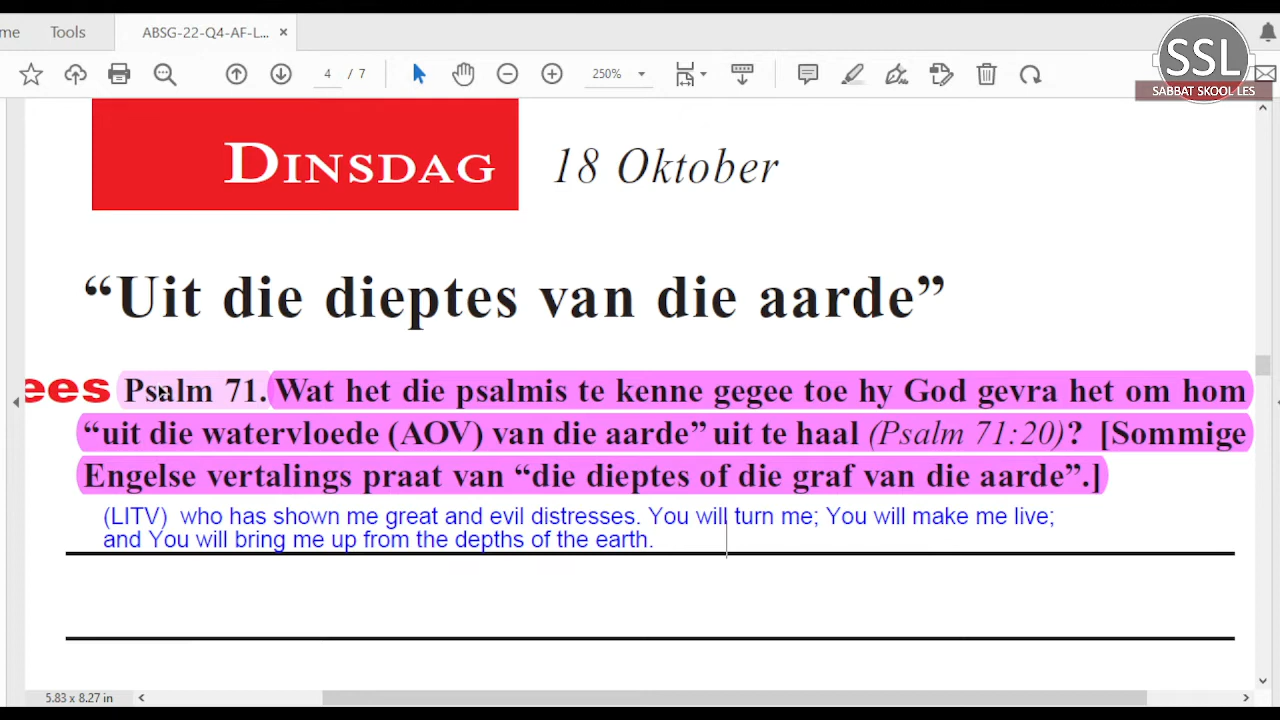 me Tools ABSG-22-Q4-AF-L... ×
SSL
SABBAT SKOOL LES
4 / 7 250%
DINSDAG 18 Oktober
“Uit die dieptes van die aarde”
ees Psalm 71. Wat het die psalmis te kenne gegee toe hy God gevra het om hom
“uit die watervloede (AOV) van die aarde” uit te haal (Psalm 71:20)? [Sommige
Engelse vertalings praat van “die dieptes of die graf van die aarde”.]
(LITV) who has shown me great and evil distresses. You will turn me; You will make me live;
and You will bring me up from the depths of the earth.
5.83 x 8.27 in